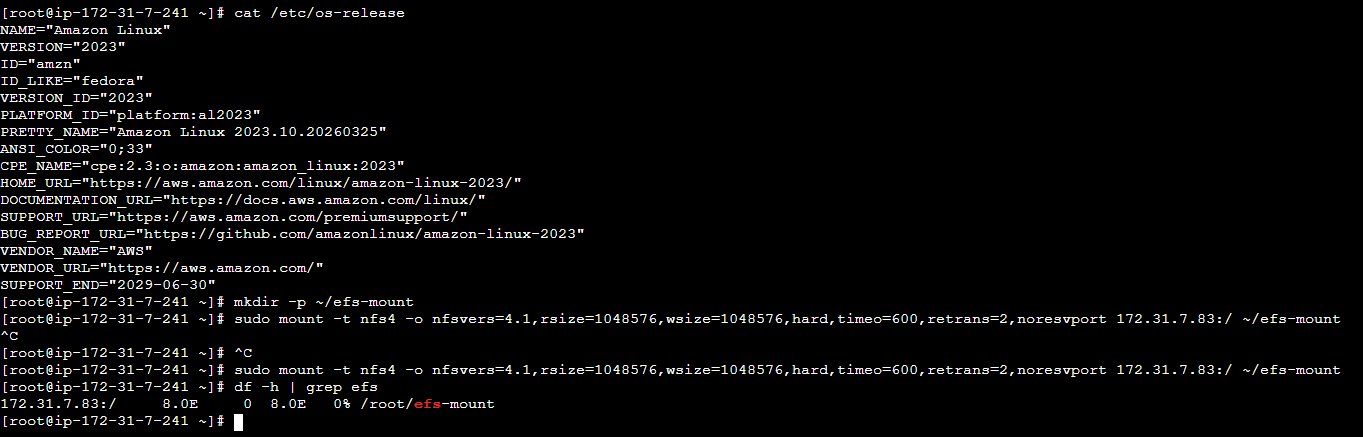 [root@ip-172-31-7-241 ~]# cat /etc/os-release
NAME="Amazon Linux"
VERSION="2023"
ID="amzn"
ID_LIKE="fedora"
VERSION_ID="2023"
PLATFORM_ID="platform:al2023"
PRETTY_NAME="Amazon Linux 2023.10.20260325"
ANSI_COLOR="0;33"
CPE_NAME="cpe:2.3:o:amazon:amazon_linux:2023"
HOME_URL="https://aws.amazon.com/linux/amazon-linux-2023/"
DOCUMENTATION_URL="https://docs.aws.amazon.com/linux/"
SUPPORT_URL="https://aws.amazon.com/premiumsupport/"
BUG_REPORT_URL="https://github.com/amazonlinux/amazon-linux-2023"
VENDOR_NAME="AWS"
VENDOR_URL="https://aws.amazon.com/"
SUPPORT_END="2029-06-30"
[root@ip-172-31-7-241 ~]# mkdir -p ~/efs-mount
[root@ip-172-31-7-241 ~]# sudo mount -t nfs4 -o nfsvers=4.1,rsize=1048576,wsize=1048576,hard,timeo=600,retrans=2,noresvport 172.31.7.83:/ ~/efs-mount
^C
[root@ip-172-31-7-241 ~]# ^C
[root@ip-172-31-7-241 ~]# sudo mount -t nfs4 -o nfsvers=4.1,rsize=1048576,wsize=1048576,hard,timeo=600,retrans=2,noresvport 172.31.7.83:/ ~/efs-mount
[root@ip-172-31-7-241 ~]# df -h | grep efs
172.31.7.83:/     8.0E     0  8.0E   0% /root/efs-mount
[root@ip-172-31-7-241 ~]#